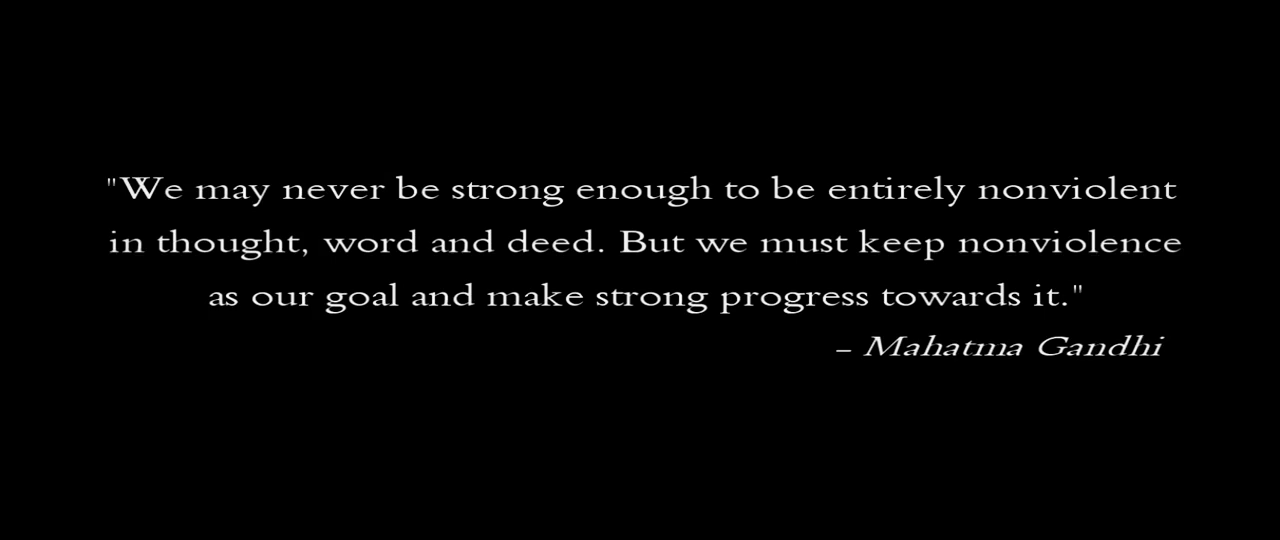 "We may never be strong enough to be entirely nonviolent
in thought, word and deed. But we must keep nonviolence
as our goal and make strong progress towards it."
– Mahatma Gandhi